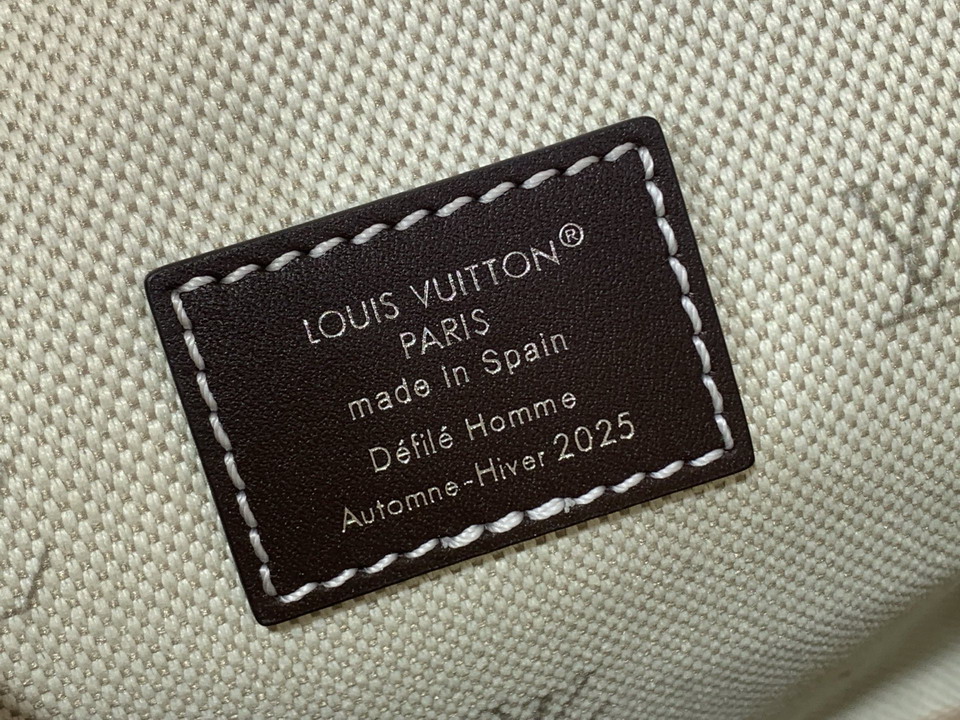 LOUIS VUITTON®
PARIS
made in Spain
Défilé Homme
Automne-Hiver 2025